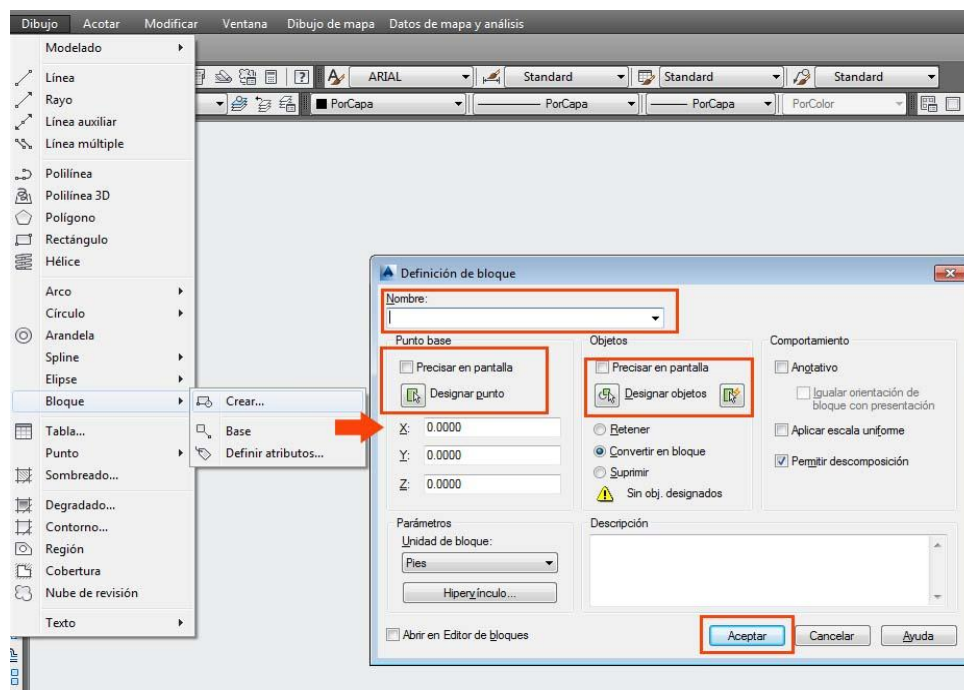 Dibujo Acotar Modificar Ventana Dibujo de mapa Datos de mapa y análisis
Modelado
Línea
Rayo
Línea auxiliar
Línea múltiple
Polilínea
Polilínea 3D
Polígono
Rectángulo
Hélice
Arco
Círculo
Arandela
Spline
Elipse
Bloque
Tabla...
Punto
Sombreado...
Degradado...
Contorno...
Región
Cobertura
Nube de revisión
Texto
Crear...
Base
Definir atributos...
ARIAL Standard Standard Standard
PorCapa PorCapa PorCapa PorColor
Definición de bloque
Nombre:
Punto base
Precisar en pantalla
Designar punto
X: 0.0000
Y: 0.0000
Z: 0.0000
Objetos
Precisar en pantalla
Designar objetos
Retener
Convertir en bloque
Suprimir
Sin obj. designados
Comportamiento
Anotativo
Igualar orientación de
bloque con presentación
Aplicar escala uniforme
Permitir descomposición
Parámetros
Unidad de bloque:
Pies
Hipervínculo...
Descripción
Abrir en Editor de bloques
Aceptar Cancelar Ayuda